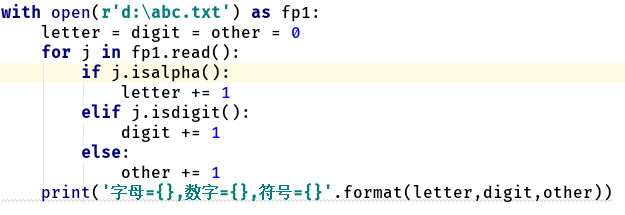 with open(r'd:\abc.txt') as fp1:
    letter = digit = other = 0
    for j in fp1.read():
        if j.isalpha():
            letter += 1
        elif j.isdigit():
            digit += 1
        else:
            other += 1
    print('字母={},数字={},符号={}'.format(letter,digit,other))